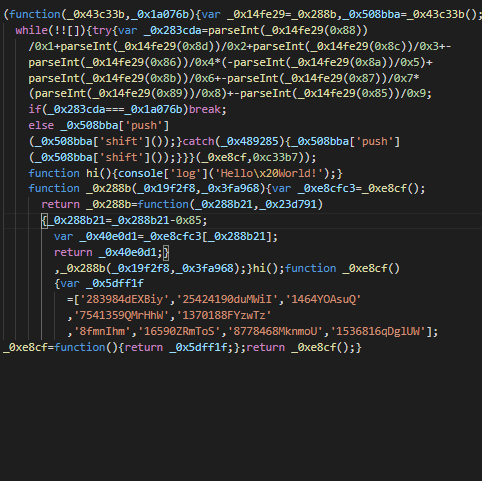 (function(_0x43c33b,_0x1a076b){var _0x14fe29=_0x288b,_0x508bba=_0x43c33b();
while(!![]){try{var _0x283cda=parseInt(_0x14fe29(0x88))
/0x1+parseInt(_0x14fe29(0x8d))/0x2+parseInt(_0x14fe29(0x8c))/0x3+-
parseInt(_0x14fe29(0x86))/0x4*(-parseInt(_0x14fe29(0x8a))/0x5)+
parseInt(_0x14fe29(0x8b))/0x6+-parseInt(_0x14fe29(0x87))/0x7*
(parseInt(_0x14fe29(0x89))/0x8)+-parseInt(_0x14fe29(0x85))/0x9;
if(_0x283cda===_0x1a076b)break;
else _0x508bba['push']
(_0x508bba['shift']());}catch(_0x489285){_0x508bba['push']
(_0x508bba['shift']());}}}(_0xe8cf,0xc33b7));
function hi(){console['log']('Hello\x20World!');}
function _0x288b(_0x19f2f8,_0x3fa968){var _0xe8cfc3=_0xe8cf();
return _0x288b=function(_0x288b21,_0x23d791)
{_0x288b21=_0x288b21-0x85;
var _0x40e0d1=_0xe8cfc3[_0x288b21];
return _0x40e0d1;}
,_0x288b(_0x19f2f8,_0x3fa968);}hi();function _0xe8cf()
{var _0x5dff1f
=['283984dEXBiy','25424190duMWiI','1464YOAsuQ'
,'7541359QMrHhW','1370188FYzwTz'
,'8fmnIhm','16590ZRmToS','8778468MknmoU','1536816qDglUW'];
_0xe8cf=function(){return _0x5dff1f;};return _0xe8cf();}